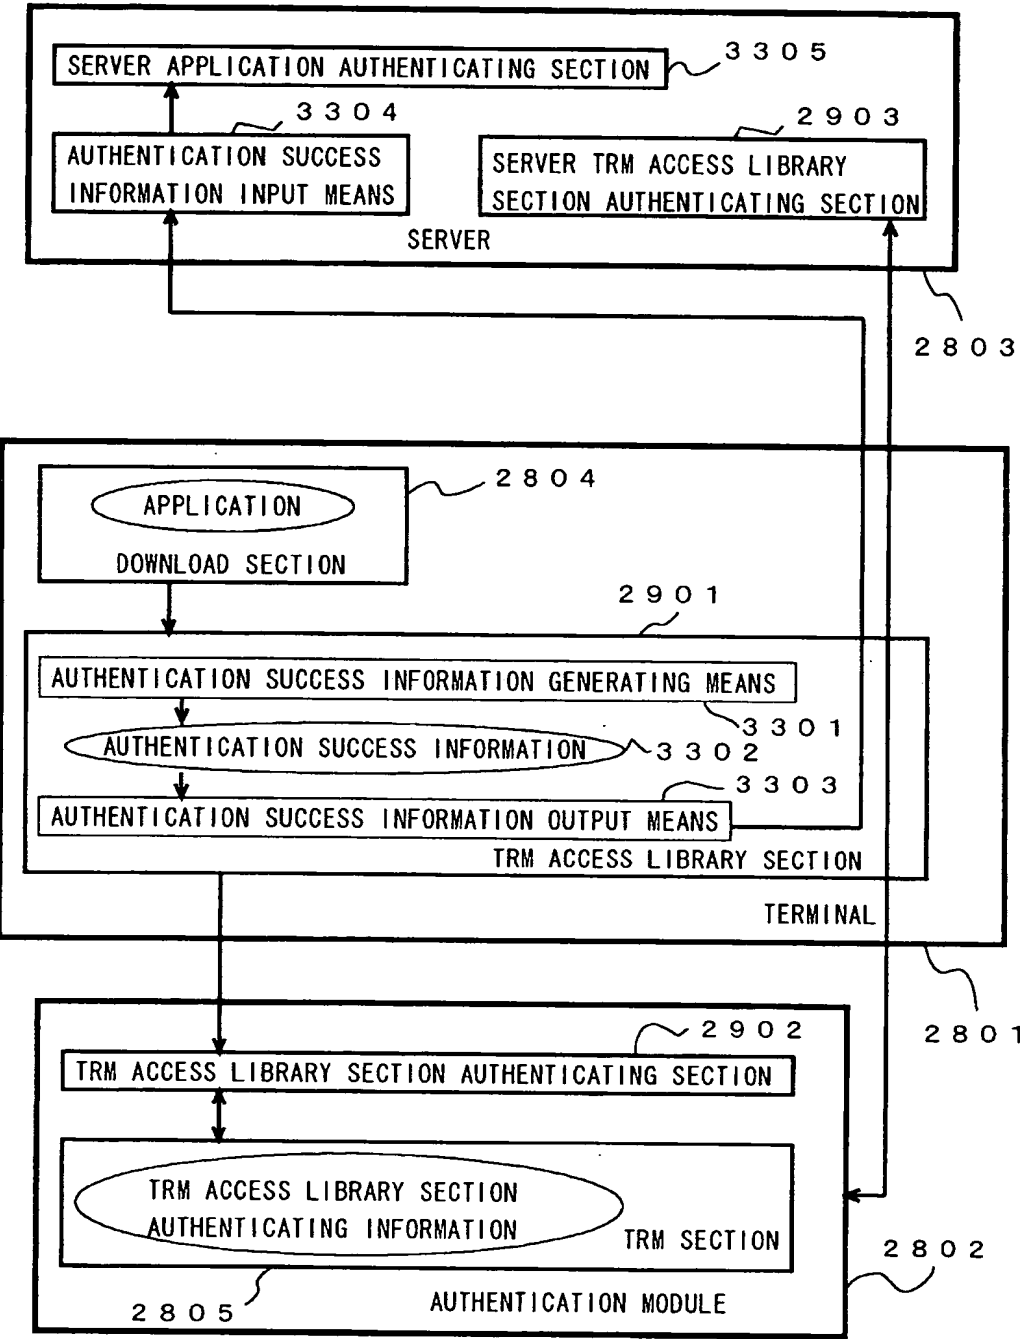 3305
SERVER APPLICATION AUTHENTICATING SECTION
3304
2903
AUTHENTICATION SUCCESS
INFORMATION INPUT MEANS
SERVER TRM ACCESS LIBRARY
SECTION AUTHENTICATING SECTION
SERVER
2803
2804
APPLICATION
DOWNLOAD SECTION
2901
AUTHENTICATION SUCCESS INFORMATION GENERATING MEANS
3301
AUTHENTICATION SUCCESS INFORMATION
3302
3303
AUTHENTICATION SUCCESS INFORMATION OUTPUT MEANS
TRM ACCESS LIBRARY SECTION
TERMINAL
2801
2902
TRM ACCESS LIBRARY SECTION AUTHENTICATING SECTION
TRM ACCESS LIBRARY SECTION
AUTHENTICATING INFORMATION
TRM SECTION
2802
2805
AUTHENTICATION MODULE